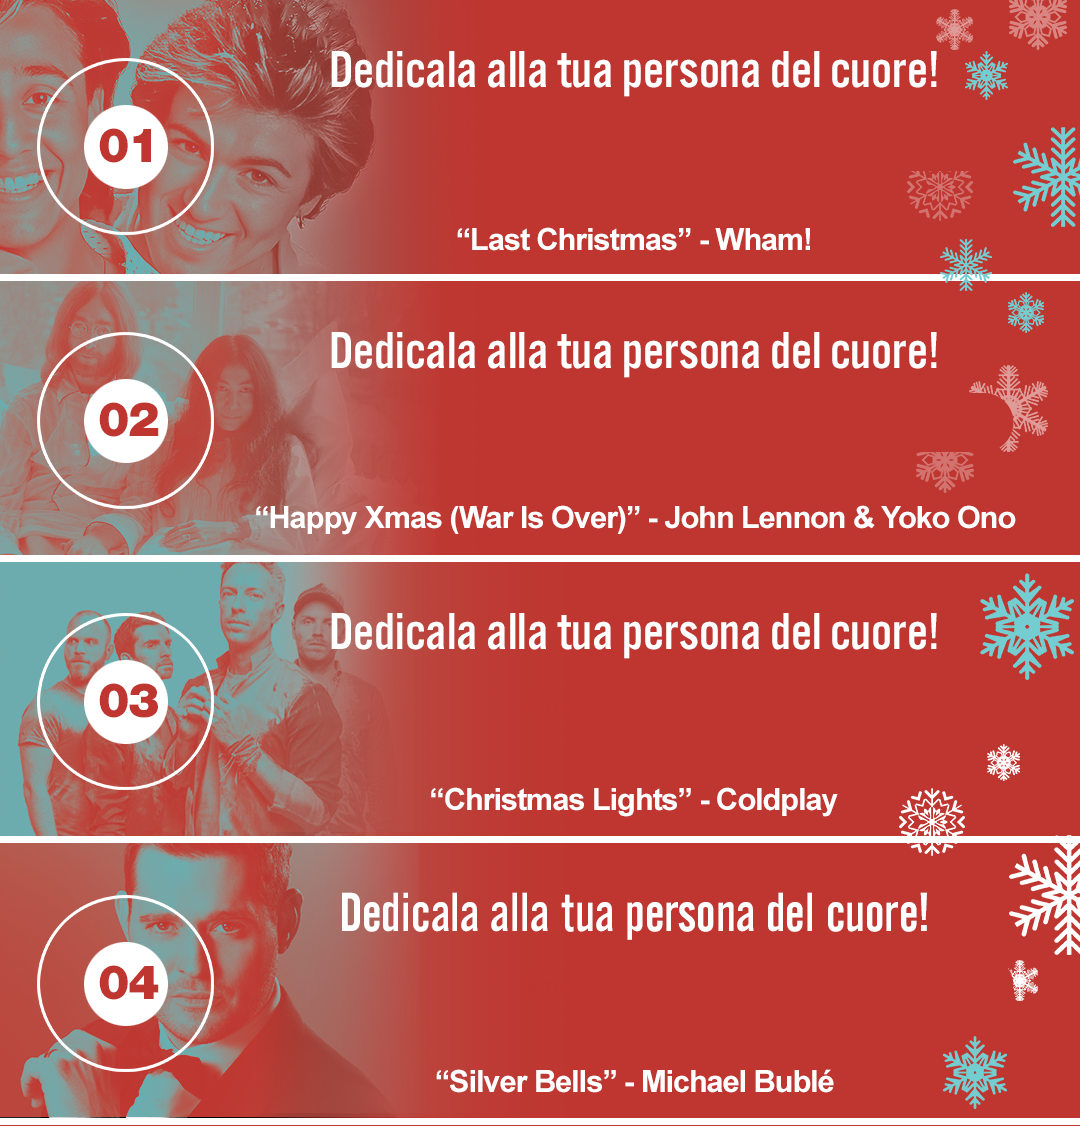 Dedicala alla tua persona del cuore!
01
“Last Christmas” - Wham!
Dedicala alla tua persona del cuore!
02
“Happy Xmas (War Is Over)” - John Lennon & Yoko Ono
Dedicala alla tua persona del cuore!
03
“Christmas Lights” - Coldplay
Dedicala alla tua persona del cuore!
04
“Silver Bells” - Michael Bublé